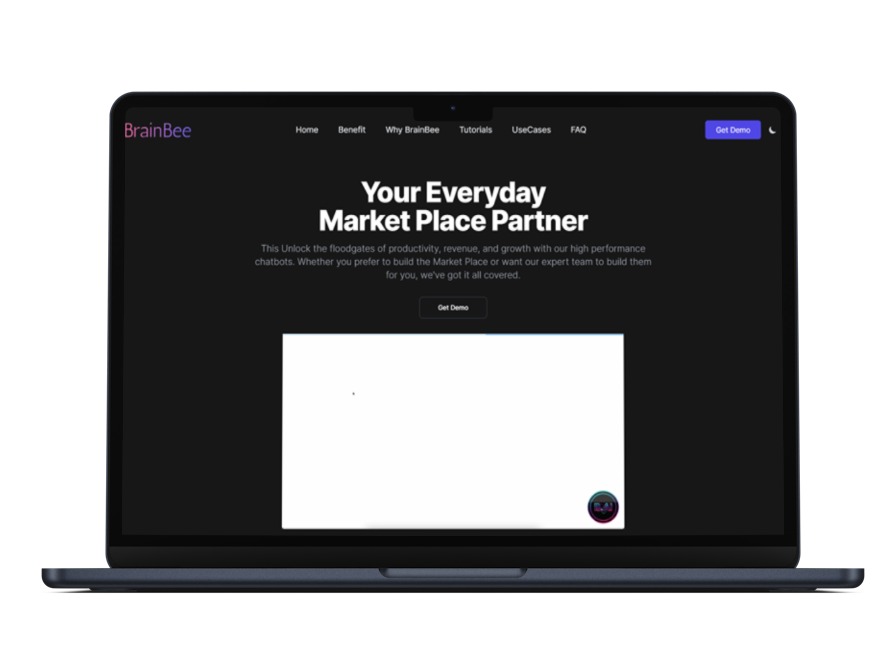 BrainBee
Home Benefit Why BrainBee Tutorials UseCases FAQ
Get Demo
Your Everyday
Market Place Partner
This Unlock the floodgates of productivity, revenue, and growth with our high performance
chatbots. Whether you prefer to build the Market Place or want our expert team to build them
for you, we've got it all covered.
Get Demo